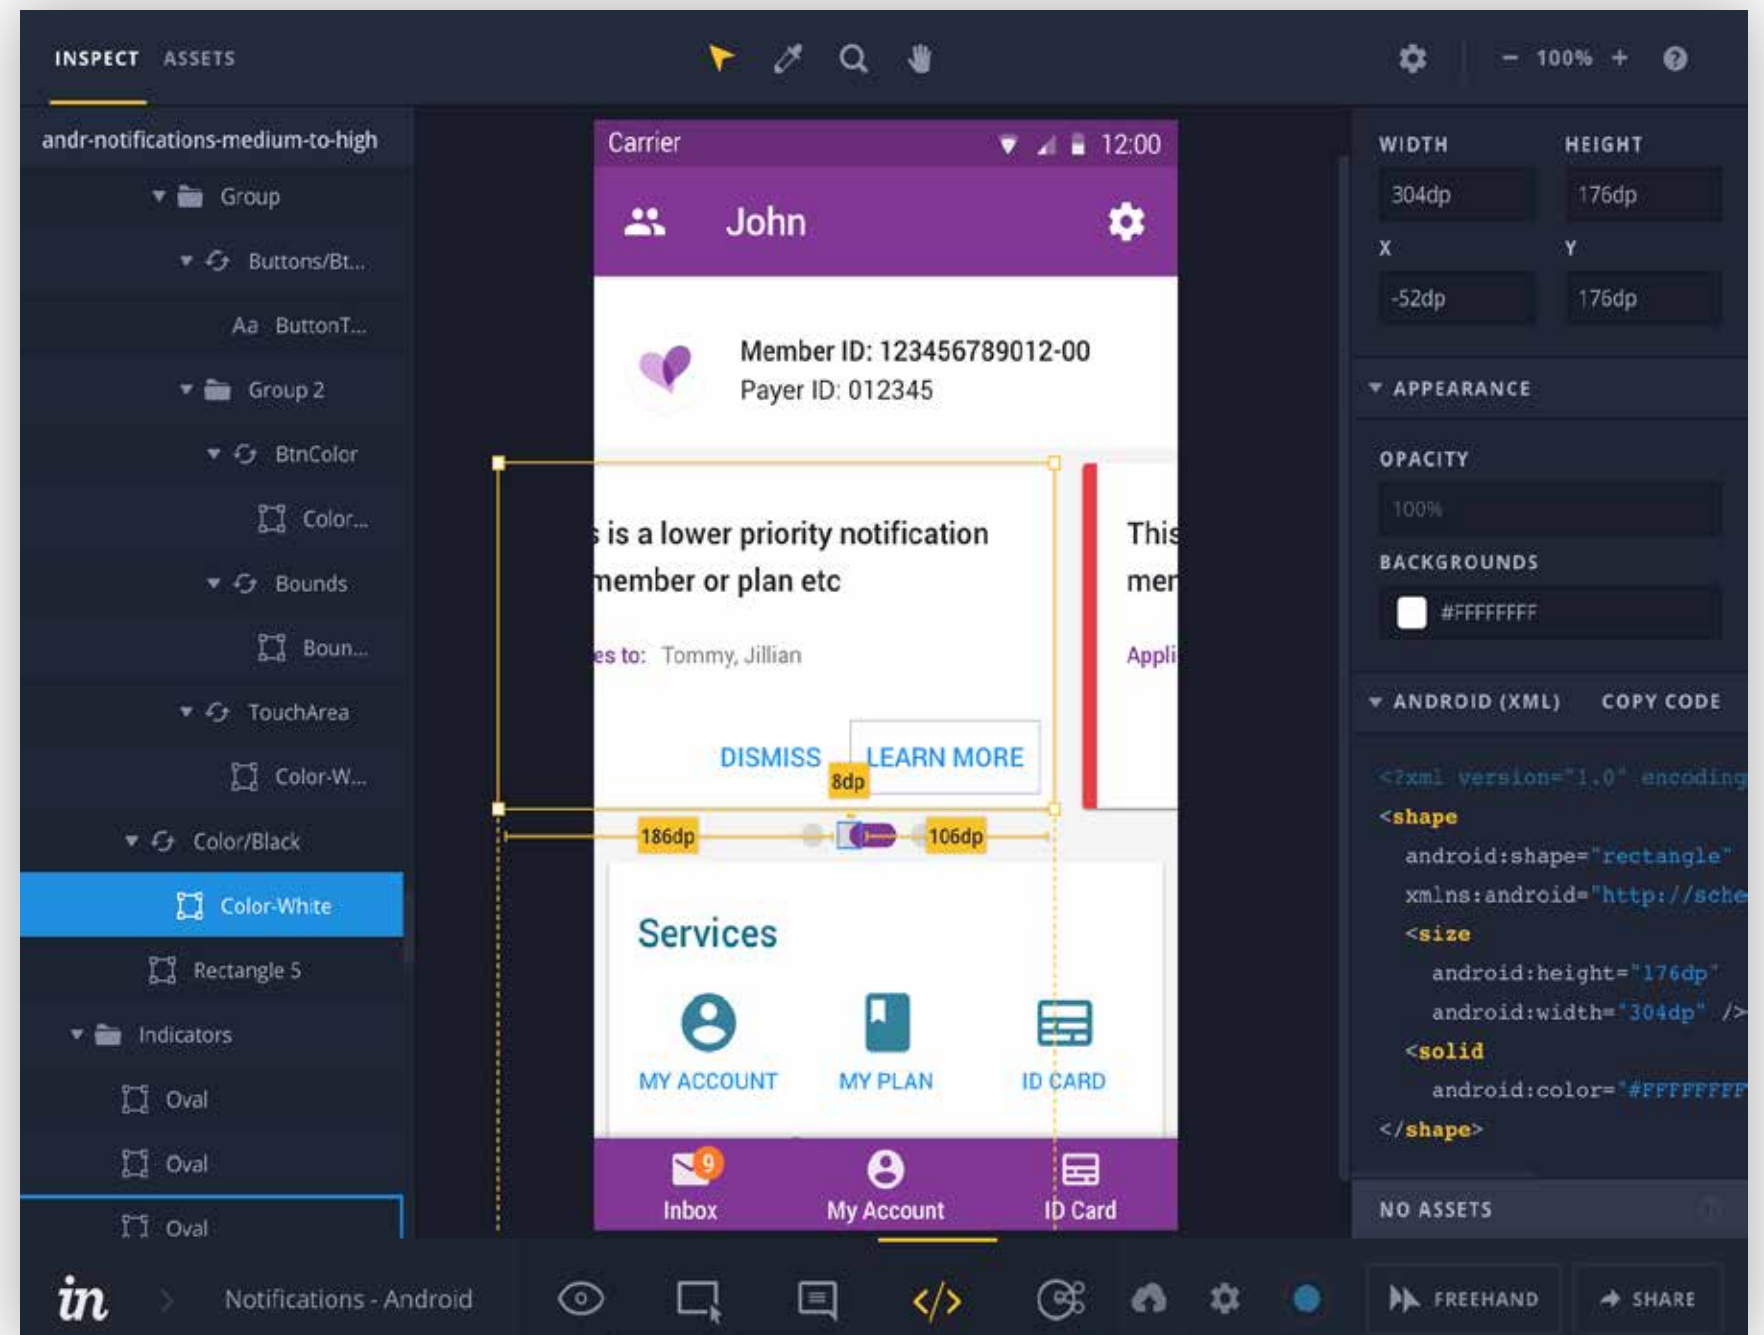 INSPECT ASSETS
- 100% +
andr-notifications-medium-to-high
Group
Buttons/Bt...
Aa ButtonT...
Group 2
BtnColor
Color...
Bounds
Boun...
TouchArea
Color-W...
Color/Black
Color-White
Rectangle 5
Indicators
Oval
Oval
Oval
Carrier 12:00
John
Member ID: 123456789012-00
Payer ID: 012345
s is a lower priority notification
member or plan etc
es to: Tommy, Jillian
DISMISS LEARN MORE
This
mer
Appli
8dp
186dp 106dp
Services
MY ACCOUNT MY PLAN ID CARD
9
Inbox My Account ID Card
WIDTH HEIGHT
304dp 176dp
X Y
-52dp 176dp
APPEARANCE
OPACITY
100%
BACKGROUNDS
#FFFFFFFF
ANDROID (XML) COPY CODE
<?xml version="1.0" encoding
<shape
android:shape="rectangle"
xmlns:android="http://sche
<size
android:height="176dp"
android:width="304dp" />
<solid
android:color="#FFFFFFFF
</shape>
NO ASSETS
in > Notifications - Android </> FREEHAND SHARE